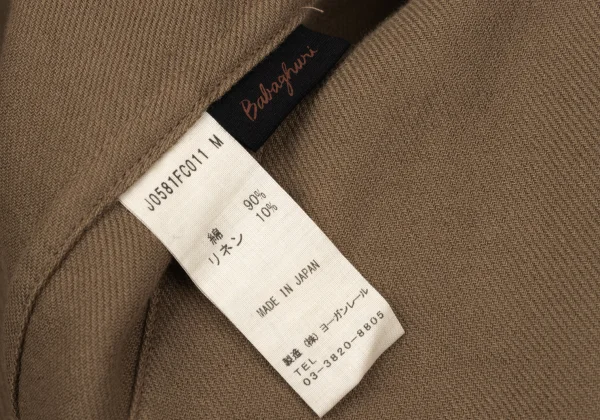 Babaghuri
J0581FC011 M
綿 90%
リネン 10%
MADE IN JAPAN
製造 (株) ヨーガンレール
TEL
03-3820-8805